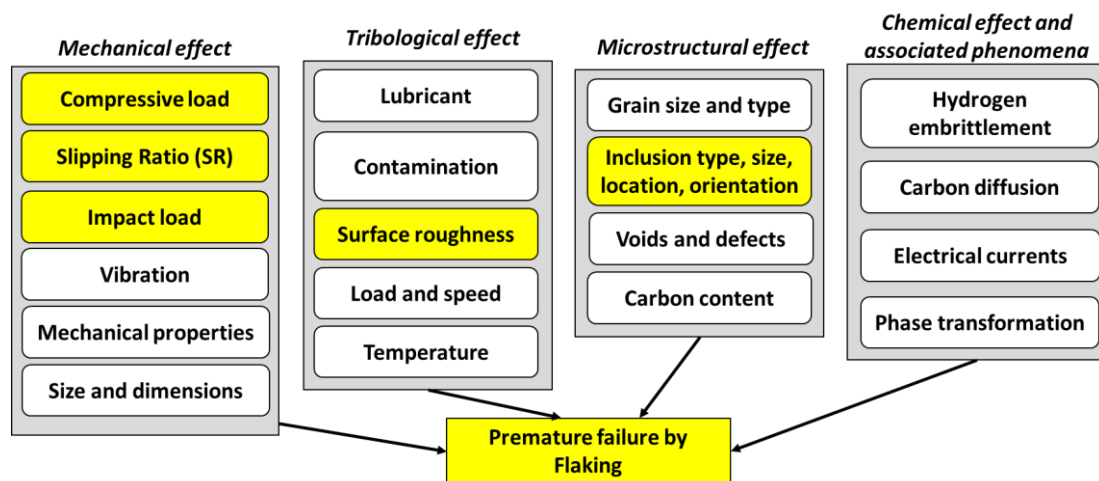 Mechanical effect
Compressive load
Slipping Ratio (SR)
Impact load
Vibration
Mechanical properties
Size and dimensions
Tribological effect
Lubricant
Contamination
Surface roughness
Load and speed
Temperature
Microstructural effect
Grain size and type
Inclusion type, size,
location, orientation
Voids and defects
Carbon content
Chemical effect and
associated phenomena
Hydrogen
embrittlement
Carbon diffusion
Electrical currents
Phase transformation
Premature failure by
Flaking